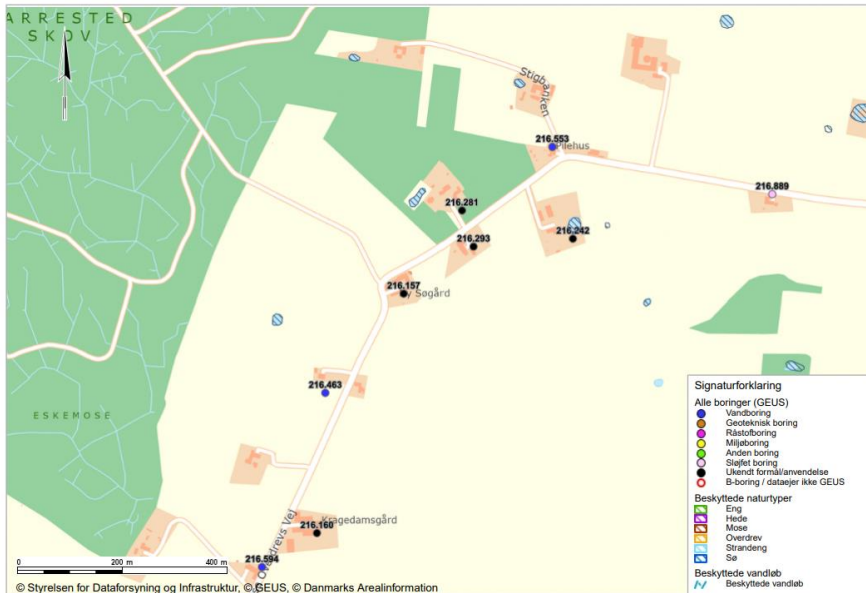 ARRESTED
SKOV
Stigbanken
216.553
Pilehus
216.889
216.281
216.293
216.242
216.157
Søgård
216.463
ESKEMOSE
Kragedamsgård
216.160
216.594
0 200 m 400 m
© Styrelsen for Dataforsyning og Infrastruktur, © GEUS, © Danmarks Arealinformation
Signaturforklaring
Alle boringer (GEUS)
Vandboring
Geoteknisk boring
Råstofboring
Miljøboring
Anden boring
Sløjfet boring
Ukendt formål/anvendelse
B-boring / dataejer ikke GEUS
Beskyttede naturtyper
Eng
Hede
Mose
Overdrev
Strandeng
Sø
Beskyttede vandløb
Beskyttede vandløb